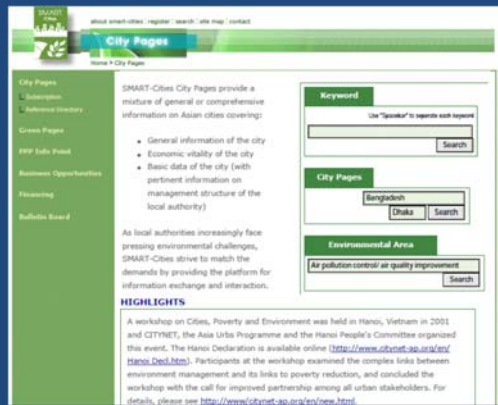 SMART
Cities
about smart-cities | register | search | site map | contact
City Pages
Home > City Pages
City Pages
Subscription
Reference Directory
Green Pages
PPP Info Point
Business Opportunities
Financing
Bulletin Board
SMART-Cities City Pages provide a
mixture of general or comprehensive
information on Asian cities covering:
General information of the city
Economic vitality of the city
Basic data of the city (with
pertinent information on
management structure of the
local authority)
As local authorities increasingly face
pressing environmental challenges,
SMART-Cities strive to match the
demands by providing the platform for
information exchange and interaction.
Keyword
Use "Spacebar" to seperate each keyword
Search
City Pages
Bangladesh
Dhaka
Search
Environmental Area
Air pollution control/ air quality improvement
Search
HIGHLIGHTS
A workshop on Cities, Poverty and Environment was held in Hanoi, Vietnam in 2001
and CITYNET, the Asia Urbs Programme and the Hanoi People's Committee organized
this event. The Hanoi Declaration is available online (http://www.citynet-ap.org/en/
Hanoi Decl.htm). Participants at the workshop examined the complex links between
environment management and its links to poverty reduction, and concluded the
workshop with the call for improved partnership among all urban stakeholders. For
details, please see http://www/citynet-ap.org/en/new.html.